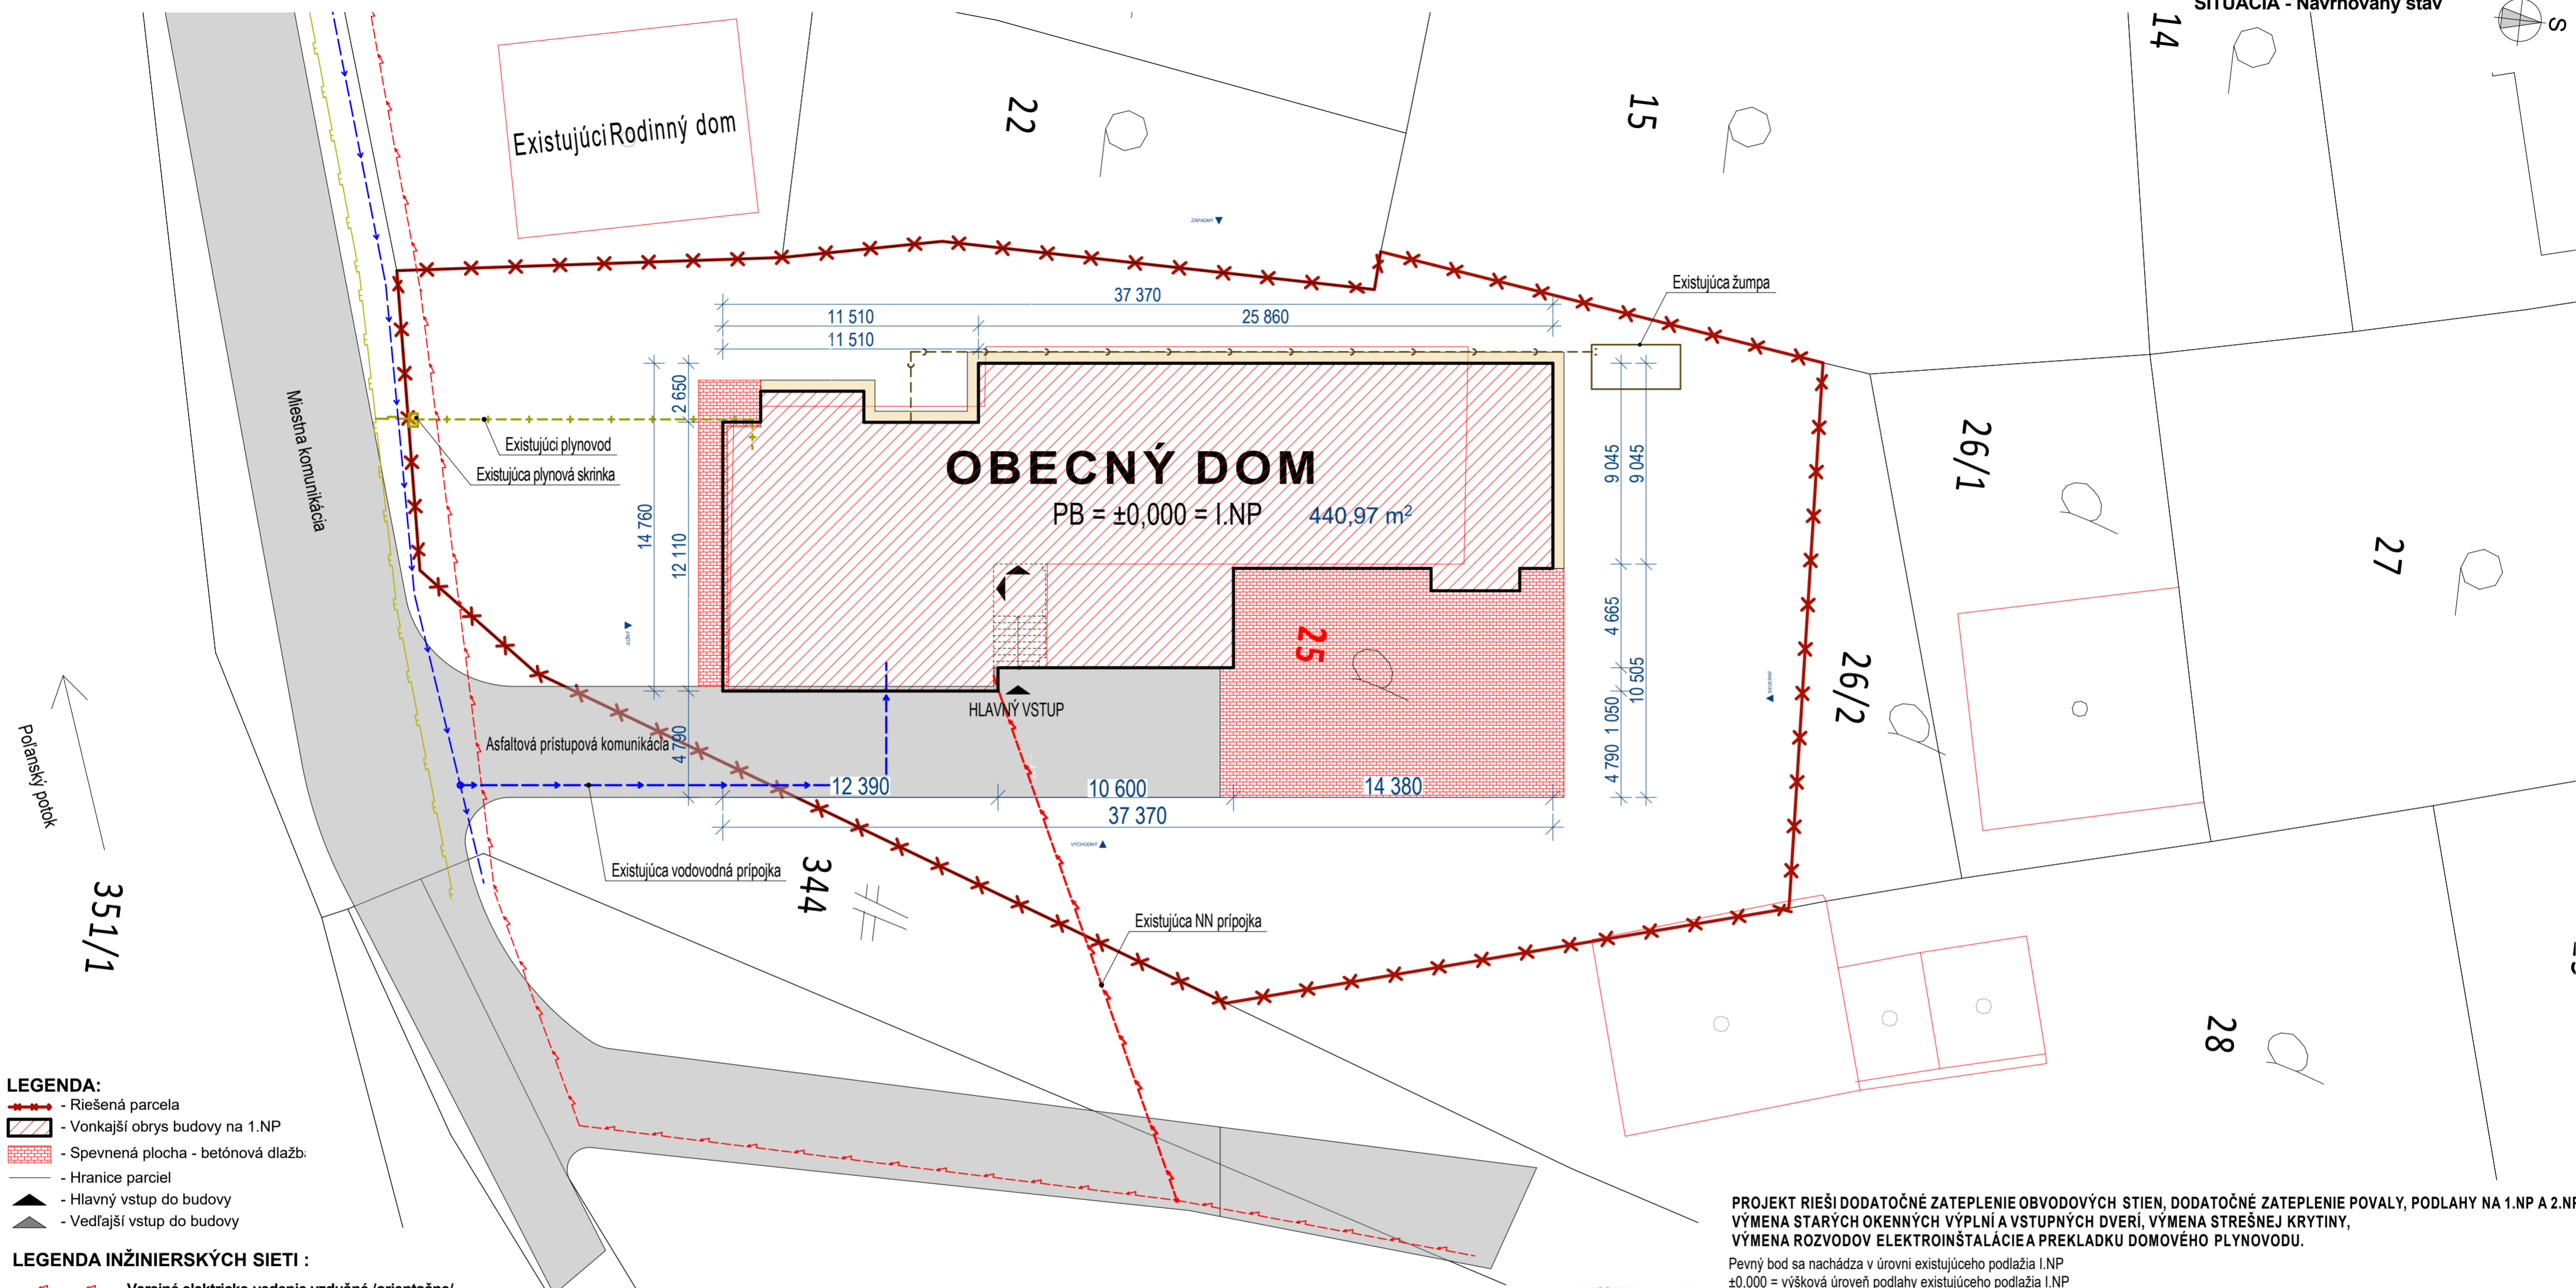 SITUÁCIA - Navrhovaný stav
S
14
15
22
Existujúci Rodinný dom
ZÁPADNÝ
Existujúca žumpa
37 370
11 510
25 860
11 510
2 650
14 760
12 110
9 045
9 045
Miestna komunikácia
Existujúci plynovod
Existujúca plynová skrinka
OBECNÝ DOM
PB = ±0,000 = I.NP
440,97 m²
26/1
27
26/2
25
4 665
1 050
10 505
4 790
JUŽNÝ
SEVERNÝ
HLAVNÝ VSTUP
Asfaltová prístupová komunikácia
4 790
12 390
10 600
14 380
37 370
VÝCHODNÝ
Poľanský potok
351/1
Existujúca vodovodná prípojka
344
Existujúca NN prípojka
28
LEGENDA:
- Riešená parcela
- Vonkajší obrys budovy na 1.NP
- Spevnená plocha - betónová dlažb
- Hranice parciel
- Hlavný vstup do budovy
- Vedľajší vstup do budovy
LEGENDA INŽINIERSKÝCH SIETI :
PROJEKT RIEŠI DODATOČNÉ ZATEPLENIE OBVODOVÝCH STIEN, DODATOČNÉ ZATEPLENIE POVALY, PODLAHY NA 1.NP A 2.NP
VÝMENA STARÝCH OKENNÝCH VÝPLNÍ A VSTUPNÝCH DVERÍ, VÝMENA STREŠNEJ KRYTINY,
VÝMENA ROZVODOV ELEKTROINŠTALÁCIE A PREKLADKU DOMOVÉHO PLYNOVODU.
Pevný bod sa nachádza v úrovni existujúceho podlažia I.NP
±0,000 = výšková úroveň podlahy existujúceho podlažia I.NP